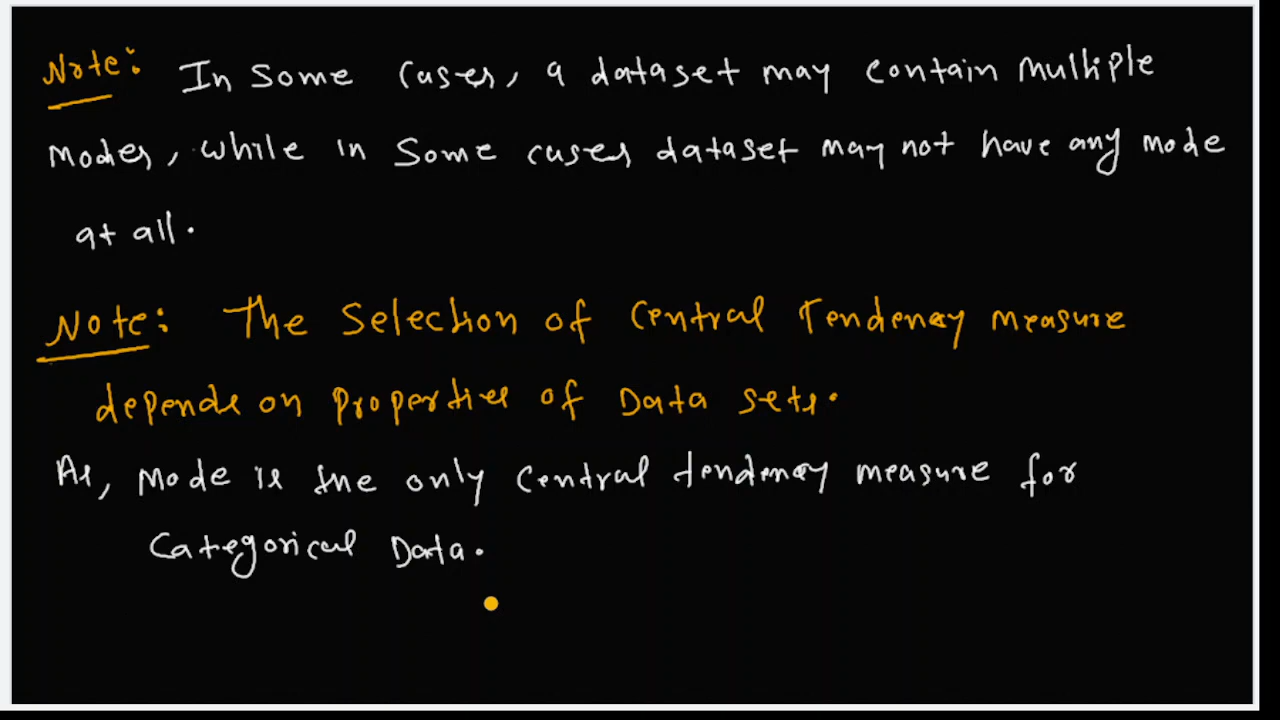 Note: In Some Cases, a dataset may contain Multiple
Modes, while in Some cases dataset may not have any mode
at all.
Note: The Selection of Central Tendency measure
depends on Properties of Data sets.
As, Mode is the only Central tendency measure for
Categorical Data.